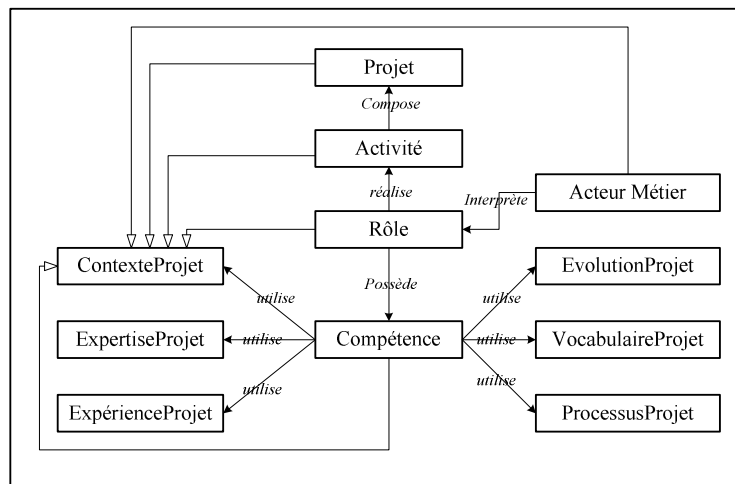 Projet
Compose
Activité
réalise
Interprète
Acteur Métier
Rôle
ContexteProjet
Possède
EvolutionProjet
utilise
utilise
ExpertiseProjet
utilise
Compétence
utilise
VocabulaireProjet
utilise
utilise
ExpérienceProjet
ProcessusProjet